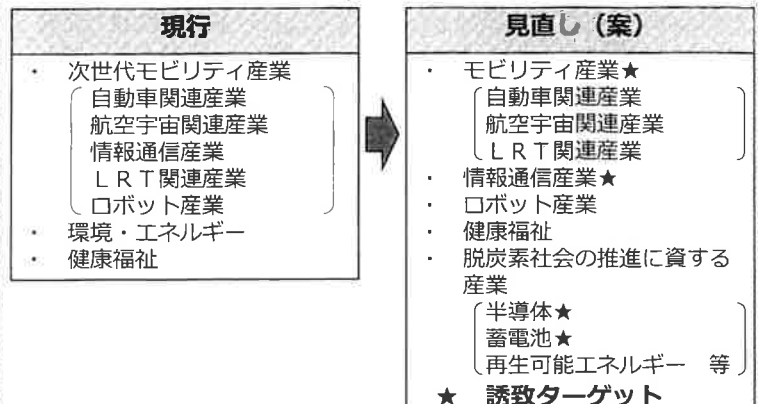 現行
・ 次世代モビリティ産業
自動車関連産業
航空宇宙関連産業
情報通信産業
ＬＲＴ関連産業
ロボット産業
・ 環境・エネルギー
・ 健康福祉
見直し（案）
・ モビリティ産業★
自動車関連産業
航空宇宙関連産業
ＬＲＴ関連産業
・ 情報通信産業★
・ ロボット産業
・ 健康福祉
・ 脱炭素社会の推進に資する
産業
半導体★
蓄電池★
再生可能エネルギー 等
★ 誘致ターゲット